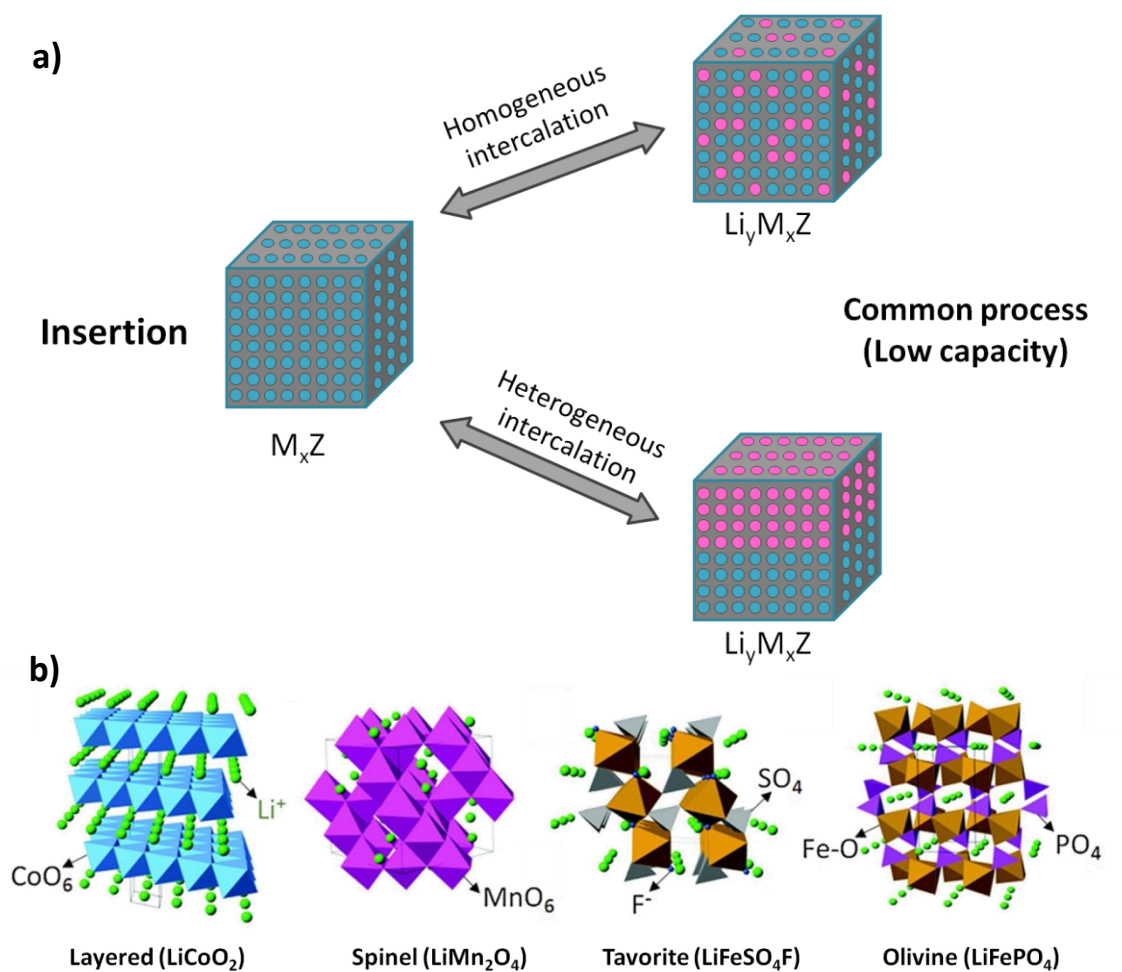 a)
Homogeneous
intercalation
LiyMxZ
Insertion
Common process
(Low capacity)
MxZ
Heterogeneous
intercalation
LiyMxZ
b)
Li⁺
SO₄
Fe-O
PO₄
CoO₆
MnO₆
F⁻
Layered (LiCoO₂)
Spinel (LiMn₂O₄)
Tavorite (LiFeSO₄F)
Olivine (LiFePO₄)